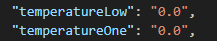 "temperatureLow": "0.0",
"temperatureOne": "0.0",